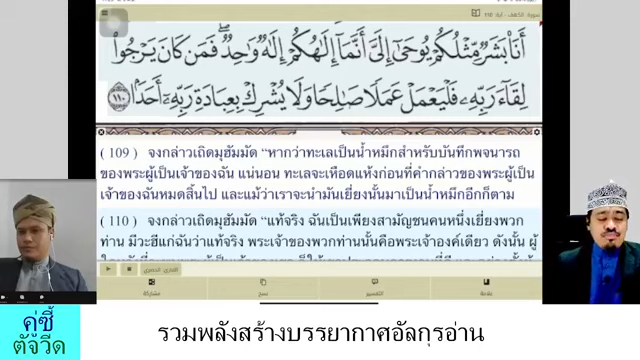 سورة الكهف - آية: 110
أَنَا۠ بَشَرٌ مِّثْلُكُمْ يُوحَىٰٓ إِلَىَّ أَنَّمَآ إِلَٰهُكُمْ إِلَٰهٌ وَٰحِدٌ ۖ فَمَن كَانَ يَرْجُوا۟
لِقَآءَ رَبِّهِۦ فَلْيَعْمَلْ عَمَلًا صَٰلِحًا وَلَا يُشْرِكْ بِعِبَادَةِ رَبِّهِۦٓ أَحَدًۢا ١١٠
( 109 ) จงกล่าวเถิดมุฮัมมัด “หากว่าทะเลเป็นน้ำหมึกสำหรับบันทึกพจนารถ
ของพระผู้เป็นเจ้าของฉัน แน่นอน ทะเลจะเหือดแห้งก่อนที่คำกล่าวของพระผู้เป็น
เจ้าของฉันหมดสิ้นไป และแม้ว่าเราจะนำมันเยี่ยงนั้นมาเป็นน้ำหมึกอีกก็ตาม
( 110 ) จงกล่าวเถิดมุฮัมมัด “แท้จริง ฉันเป็นเพียงสามัญชนคนหนึ่งเยี่ยงพวก
ท่าน มีวะฮีแก่ฉันว่าแท้จริง พระเจ้าของพวกท่านนั้นคือพระเจ้าองค์เดียว ดังนั้น ผู้
القارئ: الحصري
مشاركة
نسخ
التفسير
علامة
คู่ซี้
ตัจวีด
รวมพลังสร้างบรรยากาศอัลกุรอ่าน